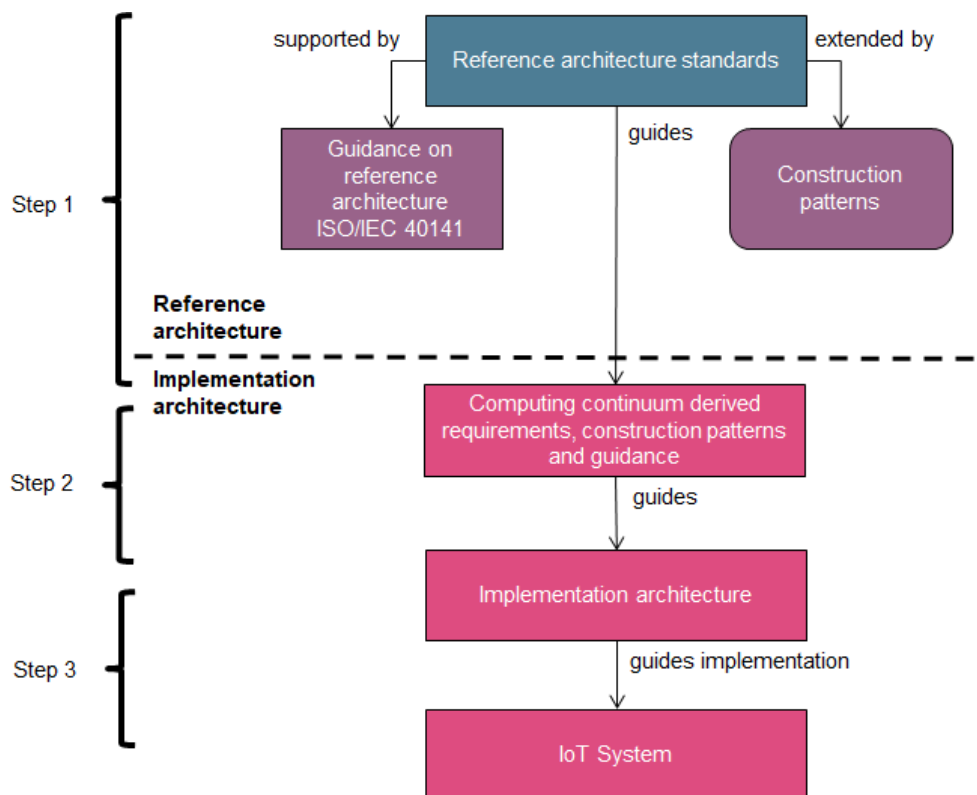 supported by
Reference architecture standards
extended by
guides
Guidance on
reference
architecture
ISO/IEC 40141
Construction
patterns
Step 1
Reference
architecture
Implementation
architecture
Computing continuum derived
requirements, construction patterns
and guidance
Step 2
guides
Implementation architecture
Step 3
guides implementation
IoT System